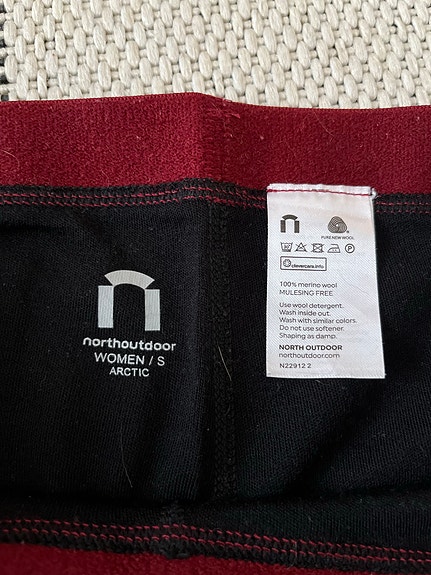 northoutdoor
WOMEN / S
ARCTIC
PURE NEW WOOL
30°
P
clevercare.info
100% merino wool
MULESING FREE
Use wool detergent.
Wash inside out.
Wash with similar colors.
Do not use softener.
Shaping as damp.
NORTH OUTDOOR
northoutdoor.com
N22912 2